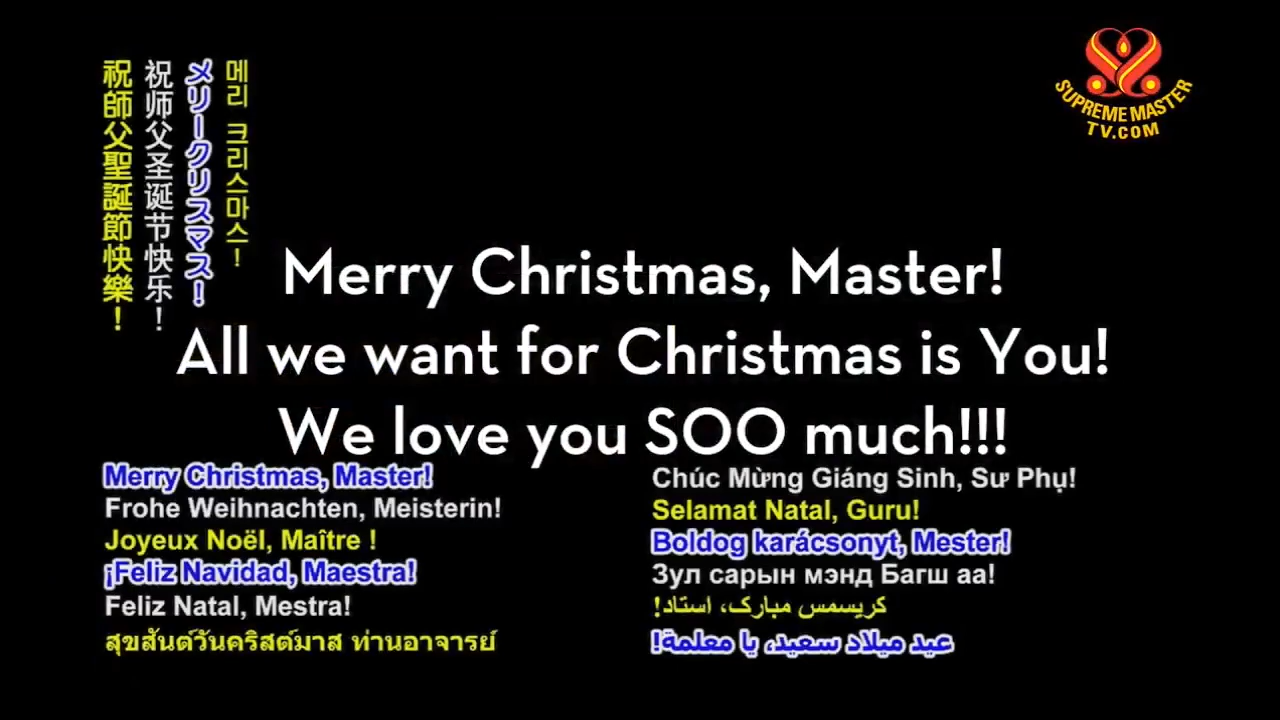 祝師父聖誕節快樂！
祝师父圣诞节快乐！
メリークリスマス！
메리 크리스마스!
SUPREME MASTER
TV.COM
Merry Christmas, Master!
All we want for Christmas is You!
We love you SOO much!!!
Merry Christmas, Master!
Frohe Weihnachten, Meisterin!
Joyeux Noël, Maître !
¡Feliz Navidad, Maestra!
Feliz Natal, Mestra!
สุขสันต์วันคริสต์มาส ท่านอาจารย์
Chúc Mừng Giáng Sinh, Sư Phụ!
Selamat Natal, Guru!
Boldog karácsonyt, Mester!
Зул сарын мэнд Багш аа!
کریسمس مبارک، استاد!
عيد ميلاد سعيد، يا معلمة!